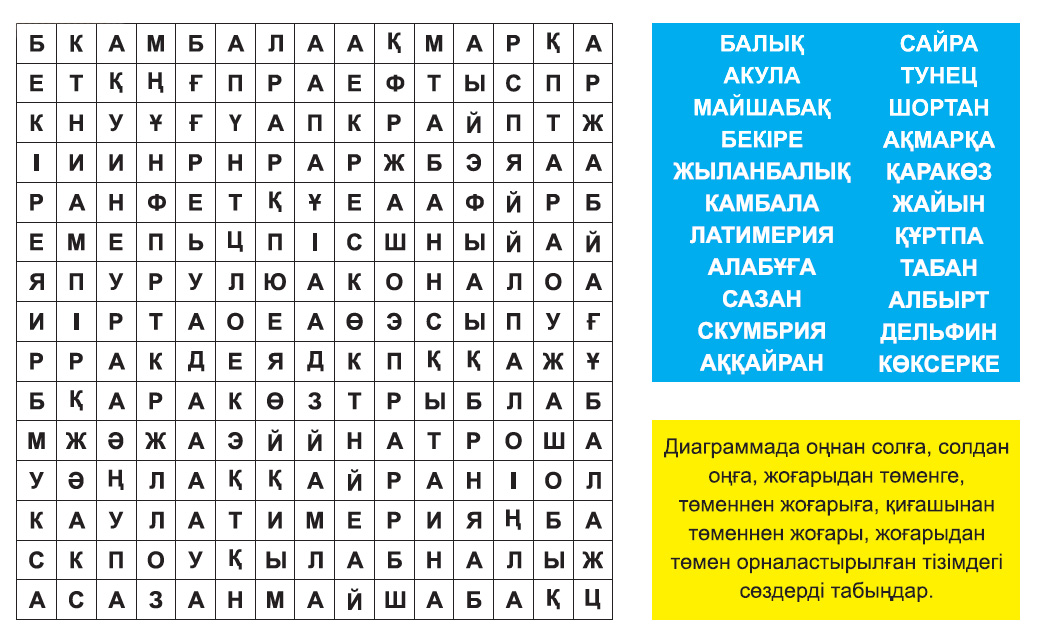 Б К А М Б А Л А А Қ М А Р Қ А
Е Т Қ Ң Ғ П Р А Е Ф Т Ы С П Р
К Н У Ұ Ғ Ү А П К Р А Й П Т Ж
І И И Н Р Н Р А Р Ж Б Э Я А А
Р А Н Ф Е Т Қ Ұ Е А А Ф Й Р Б
Е М Е П Ь Ц П І С Ш Н Ы Й А Й
Я П У Р У Л Ю А К О Н А Л О А
И І Р Т А О Е А Ө Э С Ы П У Ғ
Р Р А К Д Е Я Д К П Қ Қ А Ж Ұ
Б Қ А Р А К Ө З Т Р Ы Б Л А Б
М Ж Ә Ж А Э Й Й Н А Т Р О Ш А
У Ә Ң Л А Қ Қ А Й Р А Н І О Л
К А У Л А Т И М Е Р И Я Ң Б А
С К П О У Қ Ы Л А Б Н А Л Ы Ж
А С А З А Н М А Й Ш А Б А Қ Ц
БАЛЫҚ
АКУЛА
МАЙШАБАҚ
БЕКІРЕ
ЖЫЛАНБАЛЫҚ
КАМБАЛА
ЛАТИМЕРИЯ
АЛАБҰҒА
САЗАН
СКУМБРИЯ
АҚҚАЙРАН
САЙРА
ТУНЕЦ
ШОРТАН
АҚМАРҚА
ҚАРАКӨЗ
ЖАЙЫН
ҚҰРТПА
ТАБАН
АЛБЫРТ
ДЕЛЬФИН
КӨКСЕРКЕ
Диаграммада оңнан солға, солдан
оңға, жоғарыдан төменге,
төменнен жоғарыға, қиғашынан
төменнен жоғары, жоғарыдан
төмен орналастырылған тізімдегі
сөздерді табыңдар.